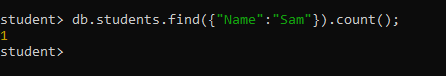 student> db.students.find({"Name":"Sam"}).count();
1
student>